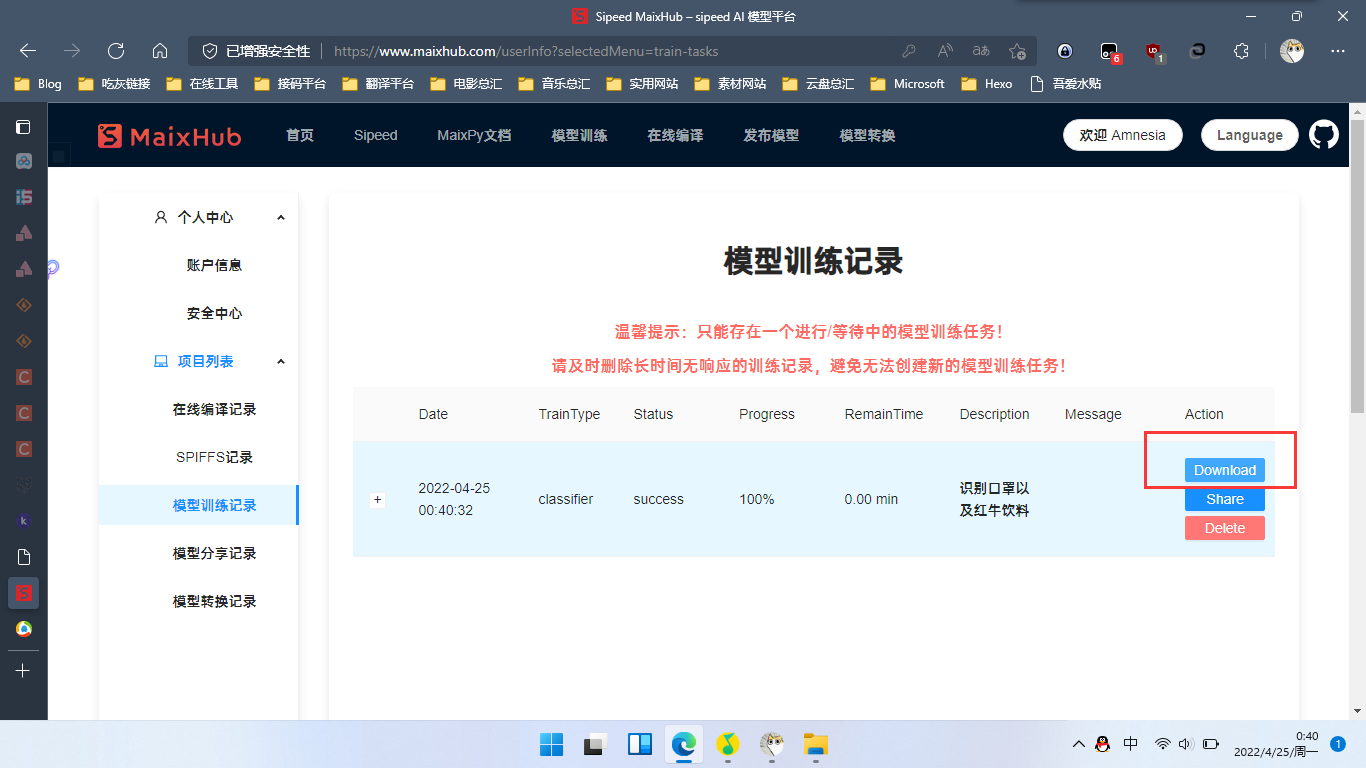 Sipeed MaixHub – sipeed AI 模型平台
已增强安全性 https://www.maixhub.com/userInfo?selectedMenu=train-tasks
aあ 6 1
Blog 吃灰链接 在线工具 接码平台 翻译平台 电影总汇 音乐总汇 实用网站 素材网站 云盘总汇 Microsoft Hexo 吾爱水贴
MaixHub 首页 Sipeed MaixPy文档 模型训练 在线编译 发布模型 模型转换 欢迎 Amnesia Language
个人中心
账户信息
安全中心
项目列表
在线编译记录
SPIFFS记录
模型训练记录
模型分享记录
模型转换记录
模型训练记录
温馨提示：只能存在一个进行/等待中的模型训练任务！
请及时删除长时间无响应的训练记录，避免无法创建新的模型训练任务！
Date TrainType Status Progress RemainTime Description Message Action
+ 2022-04-25
00:40:32
classifier success 100% 0.00 min
识别口罩以
及红牛饮料
Download
Share
Delete
中
0:40
2022/4/25/周一
1